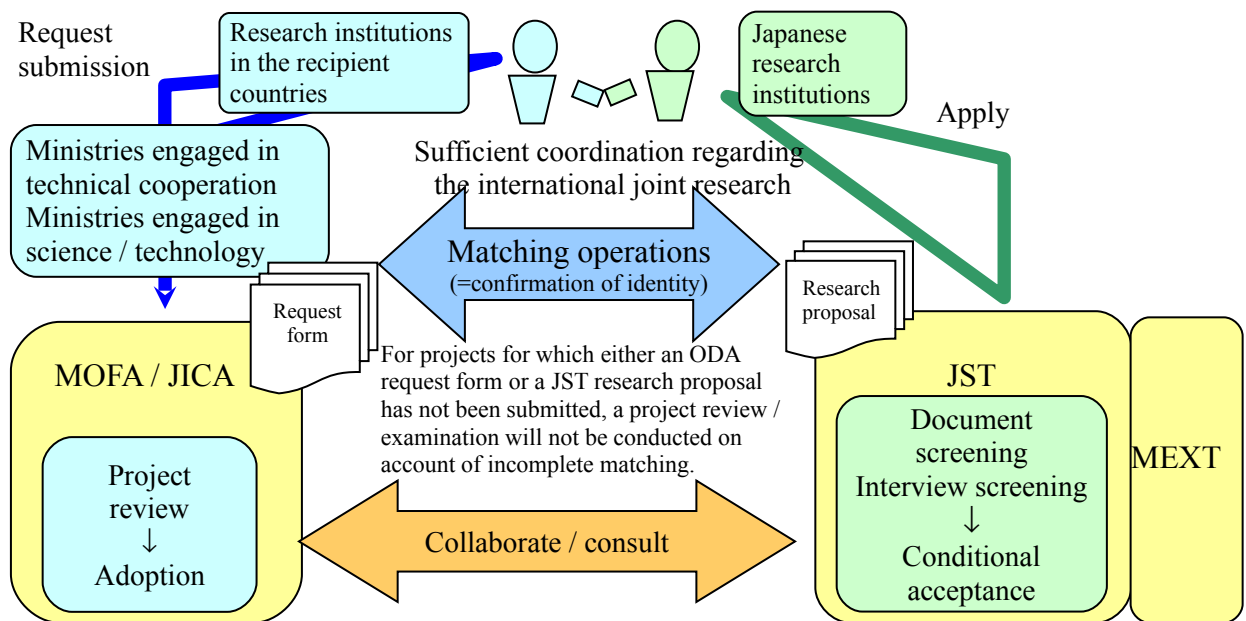 Request
submission
Research institutions
in the recipient
countries
Japanese
research
institutions
Apply
Ministries engaged in
technical cooperation
Ministries engaged in
science / technology
Sufficient coordination regarding
the international joint research
Matching operations
(=confirmation of identity)
Request
form
Research
proposal
For projects for which either an ODA
request form or a JST research proposal
has not been submitted, a project review /
examination will not be conducted on
account of incomplete matching.
MOFA / JICA
Project
review
↓
Adoption
Collaborate / consult
JST
Document
screening
Interview screening
↓
Conditional
acceptance
MEXT